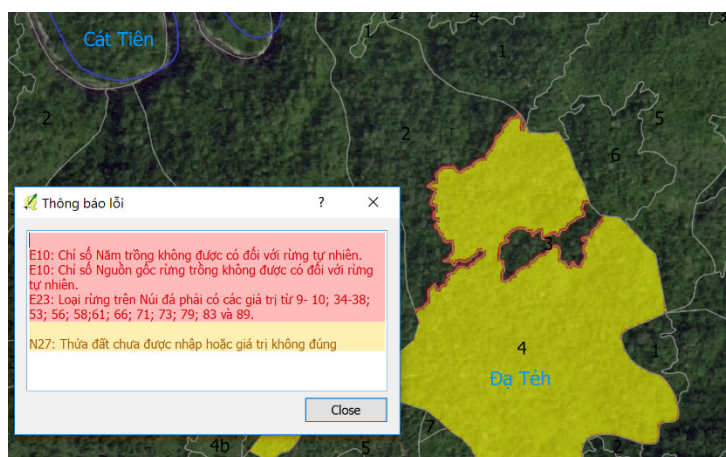 Cát Tiên
2
4
1
1
2
5
2
6
3
4
Đạ Tẻh
1
7
4b
5
2
Thông báo lỗi
?
E10: Chỉ số Năm trồng không được có đối với rừng tự nhiên.
E10: Chỉ số Nguồn gốc rừng trồng không được có đối với rừng
tự nhiên.
E23: Loại rừng trên Núi đá phải có các giá trị từ 9- 10; 34-38;
53; 56; 58;61; 66; 71; 73; 79; 83 và 89.
N27: Thửa đất chưa được nhập hoặc giá trị không đúng
Close